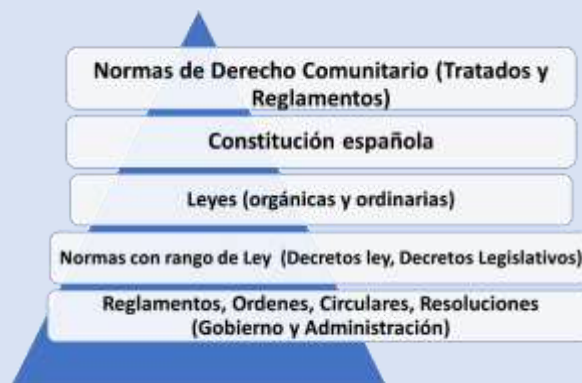 Normas de Derecho Comunitario (Tratados y
Reglamentos)
Constitución española
Leyes (orgánicas y ordinarias)
Normas con rango de Ley (Decretos ley, Decretos Legislativos)
Reglamentos, Ordenes, Circulares, Resoluciones
(Gobierno y Administración)